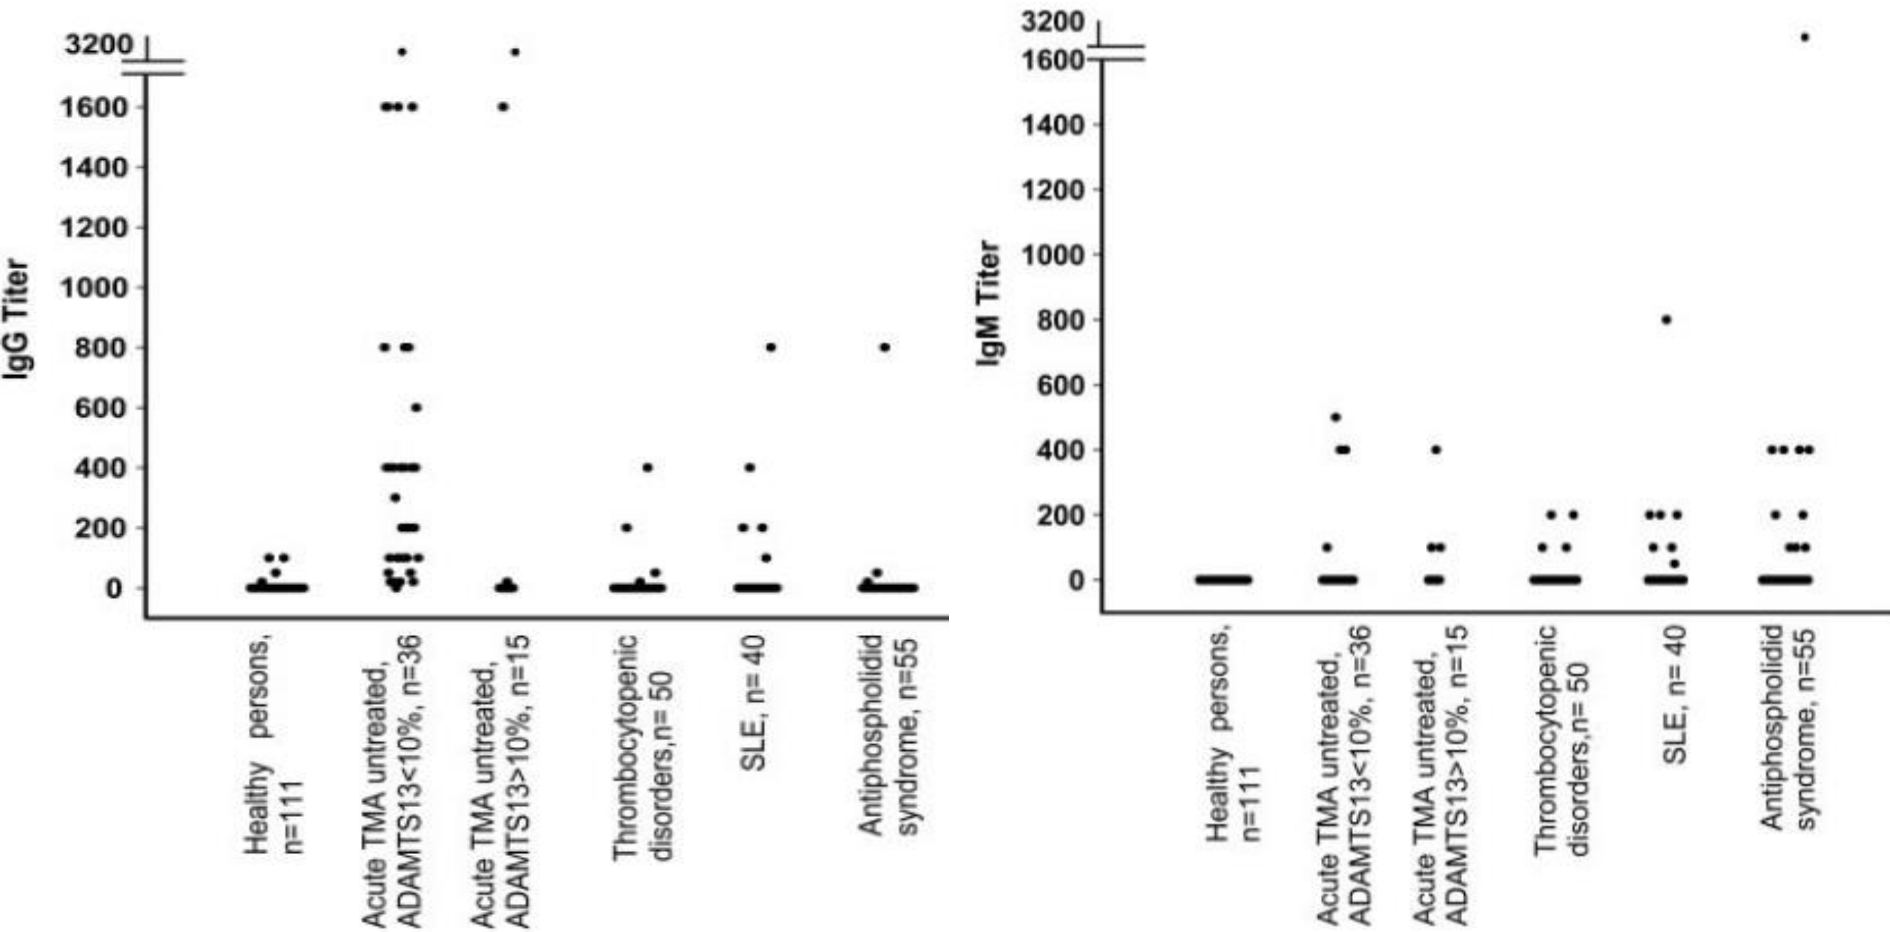 3200
1600
1400
1200
1000
800
600
400
200
0
IgG Titer
Healthy persons,
n=111
Acute TMA untreated,
ADAMTS13<10%, n=36
Acute TMA untreated,
ADAMTS13>10%, n=15
Thrombocytopenic
disorders,n= 50
SLE, n= 40
Antiphospholidid
syndrome, n=55
3200
1600
1400
1200
1000
800
600
400
200
0
IgM Titer
Healthy persons,
n=111
Acute TMA untreated,
ADAMTS13<10%, n=36
Acute TMA untreated,
ADAMTS13>10%, n=15
Thrombocytopenic
disorders,n= 50
SLE, n= 40
Antiphospholidid
syndrome, n=55